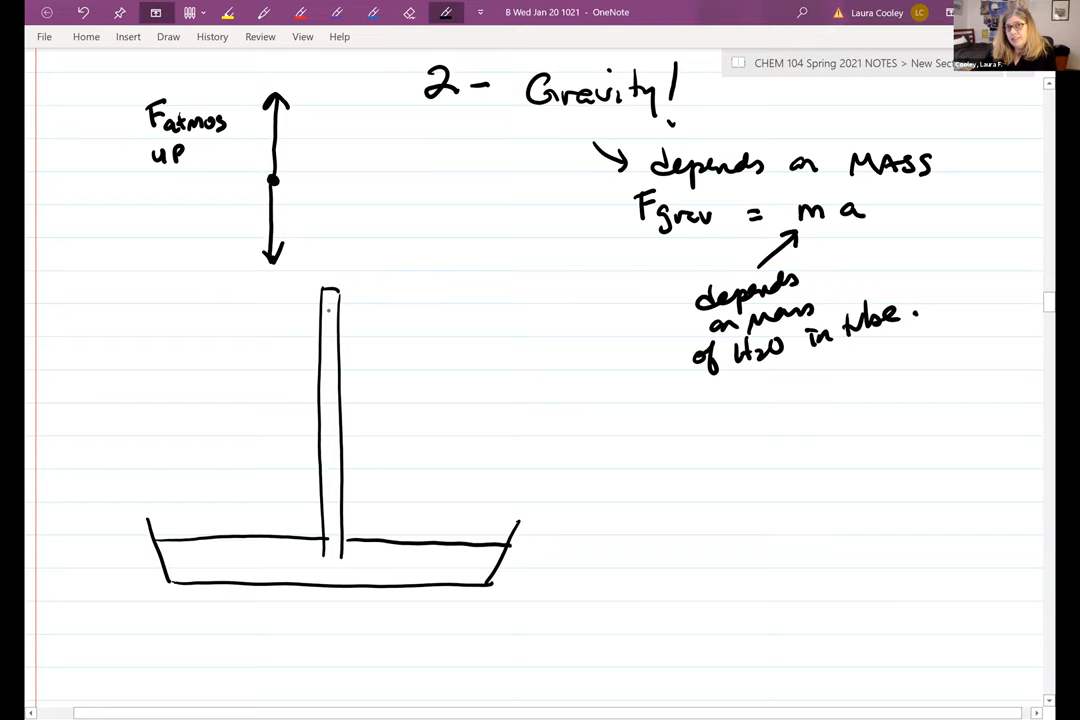 B Wed Jan 20 1021 - OneNote
Laura Cooley
LC
File Home Insert Draw History Review View Help
CHEM 104 Spring 2021 NOTES > New Sec
Cooley, Laura F.
2 - Gravity!
Fatmos
UP
depends on MASS
Fgrav = m a
depends
on mass
of H2O in tube.